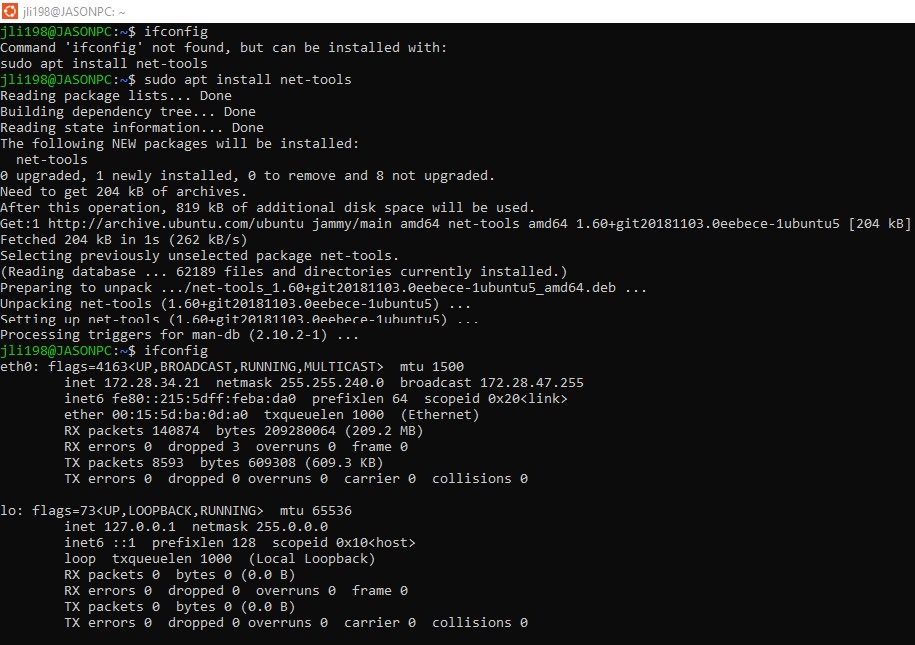 jli198@JASONPC: ~
jli198@JASONPC:~$ ifconfig
Command 'ifconfig' not found, but can be installed with:
sudo apt install net-tools
jli198@JASONPC:~$ sudo apt install net-tools
Reading package lists... Done
Building dependency tree... Done
Reading state information... Done
The following NEW packages will be installed:
  net-tools
0 upgraded, 1 newly installed, 0 to remove and 8 not upgraded.
Need to get 204 kB of archives.
After this operation, 819 kB of additional disk space will be used.
Get:1 http://archive.ubuntu.com/ubuntu jammy/main amd64 net-tools amd64 1.60+git20181103.0eebece-1ubuntu5 [204 kB]
Fetched 204 kB in 1s (262 kB/s)
Selecting previously unselected package net-tools.
(Reading database ... 62189 files and directories currently installed.)
Preparing to unpack .../net-tools_1.60+git20181103.0eebece-1ubuntu5_amd64.deb ...
Unpacking net-tools (1.60+git20181103.0eebece-1ubuntu5) ...
Setting up net-tools (1.60+git20181103.0eebece-1ubuntu5) ...
Processing triggers for man-db (2.10.2-1) ...
jli198@JASONPC:~$ ifconfig
eth0: flags=4163<UP,BROADCAST,RUNNING,MULTICAST>  mtu 1500
        inet 172.28.34.21  netmask 255.255.240.0  broadcast 172.28.47.255
        inet6 fe80::215:5dff:feba:da0  prefixlen 64  scopeid 0x20<link>
        ether 00:15:5d:ba:0d:a0  txqueuelen 1000  (Ethernet)
        RX packets 140874  bytes 209280064 (209.2 MB)
        RX errors 0  dropped 3  overruns 0  frame 0
        TX packets 8593  bytes 609308 (609.3 KB)
        TX errors 0  dropped 0 overruns 0  carrier 0  collisions 0

lo: flags=73<UP,LOOPBACK,RUNNING>  mtu 65536
        inet 127.0.0.1  netmask 255.0.0.0
        inet6 ::1  prefixlen 128  scopeid 0x10<host>
        loop  txqueuelen 1000  (Local Loopback)
        RX packets 0  bytes 0 (0.0 B)
        RX errors 0  dropped 0  overruns 0  frame 0
        TX packets 0  bytes 0 (0.0 B)
        TX errors 0  dropped 0 overruns 0  carrier 0  collisions 0